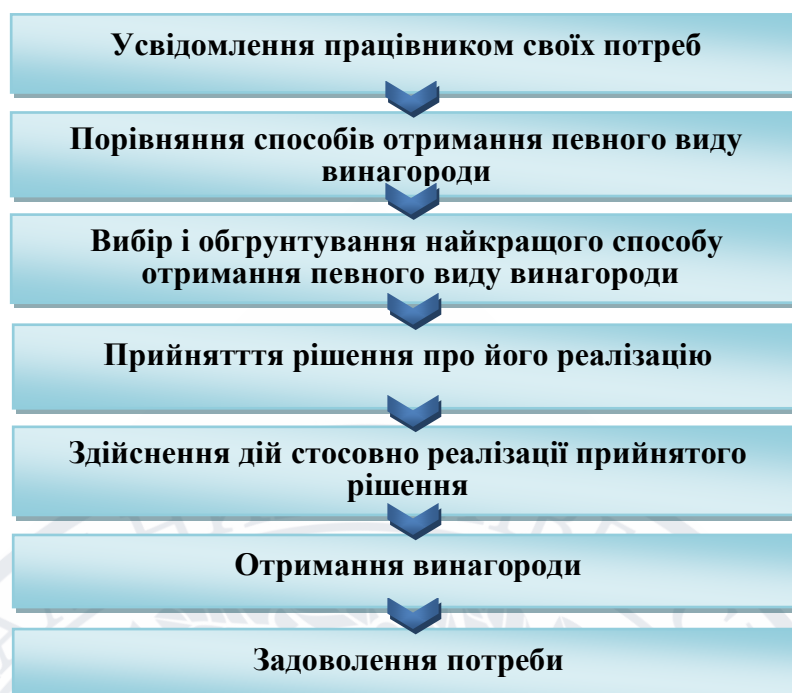 Усвідомлення працівником своїх потреб
Порівняння способів отримання певного виду
винагороди
Вибір і обгрунтування найкращого способу
отримання певного виду винагороди
Прийнятття рішення про його реалізацію
Здійснення дій стосовно реалізації прийнятого
рішення
Отримання винагороди
Задоволення потреби